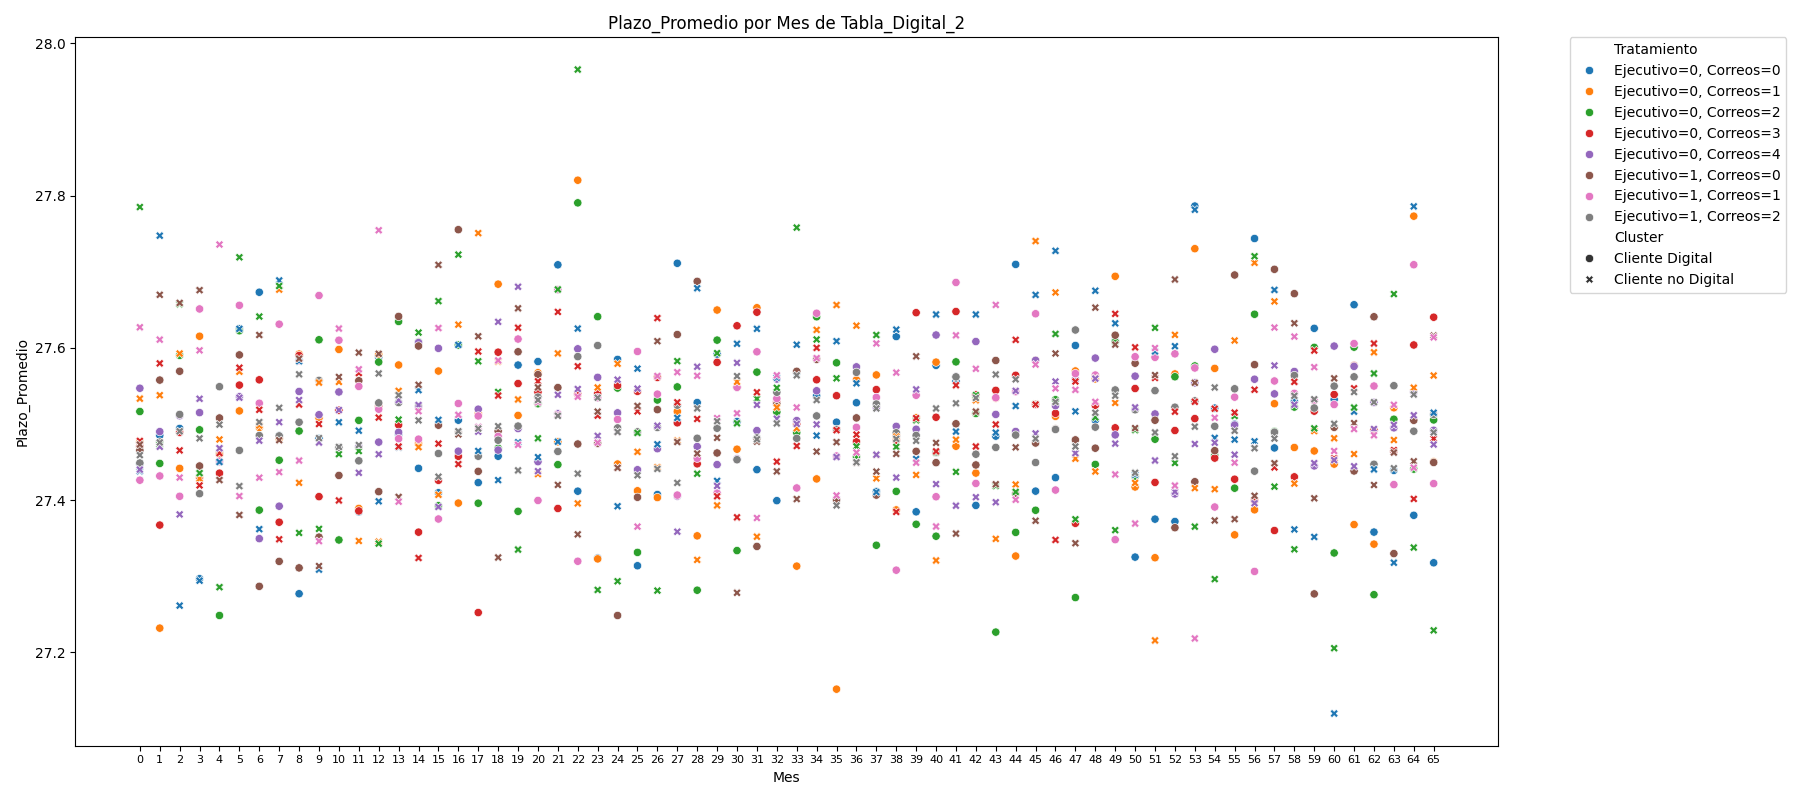 Plazo_Promedio por Mes de Tabla_Digital_2
28.0
27.8
27.6
27.4
27.2
Plazo_Promedio
0 1 2 3 4 5 6 7 8 9 10 11 12 13 14 15 16 17 18 19 20 21 22 23 24 25 26 27 28 29 30 31 32 33 34 35 36 37 38 39 40 41 42 43 44 45 46 47 48 49 50 51 52 53 54 55 56 57 58 59 60 61 62 63 64 65
Mes
Tratamiento
Ejecutivo=0, Correos=0
Ejecutivo=0, Correos=1
Ejecutivo=0, Correos=2
Ejecutivo=0, Correos=3
Ejecutivo=0, Correos=4
Ejecutivo=1, Correos=0
Ejecutivo=1, Correos=1
Ejecutivo=1, Correos=2
Cluster
Cliente Digital
Cliente no Digital